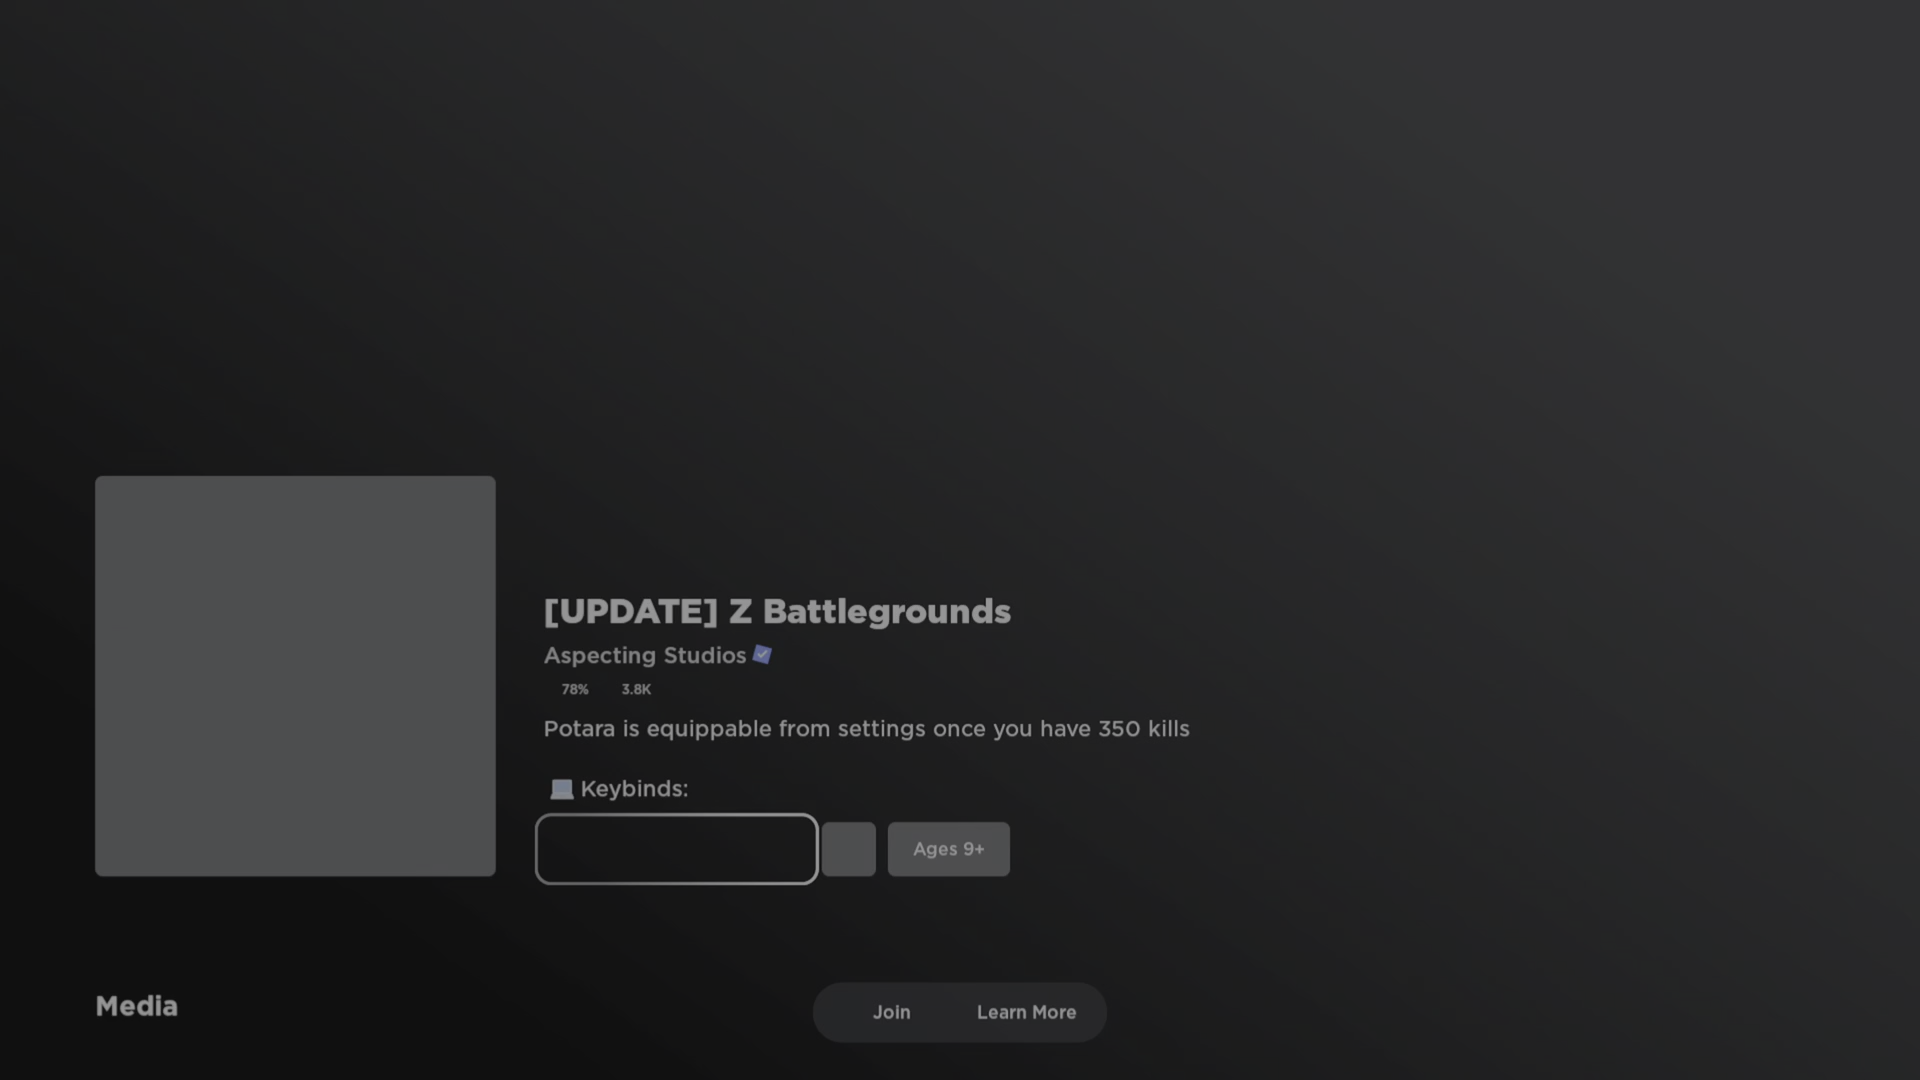 [UPDATE] Z Battlegrounds
Aspecting Studios
78% 3.8K
Potara is equippable from settings once you have 350 kills
💻 Keybinds:
Ages 9+
Media
Join Learn More